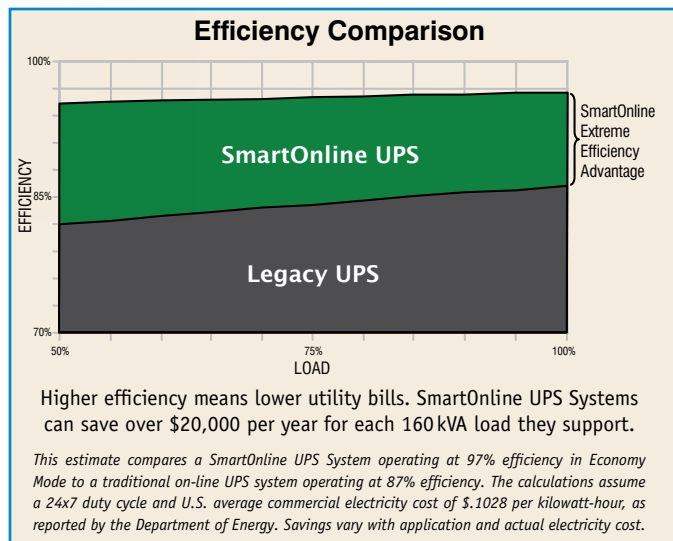 Efficiency Comparison
100%
SmartOnline
Extreme
Efficiency
Advantage
SmartOnline UPS
85%
EFFICIENCY
Legacy UPS
70%
50%
75%
100%
LOAD
Higher efficiency means lower utility bills. SmartOnline UPS Systems
can save over $20,000 per year for each 160 kVA load they support.
This estimate compares a SmartOnline UPS System operating at 97% efficiency in Economy
Mode to a traditional on-line UPS system operating at 87% efficiency. The calculations assume
a 24x7 duty cycle and U.S. average commercial electricity cost of $.1028 per kilowatt-hour, as
reported by the Department of Energy. Savings vary with application and actual electricity cost.